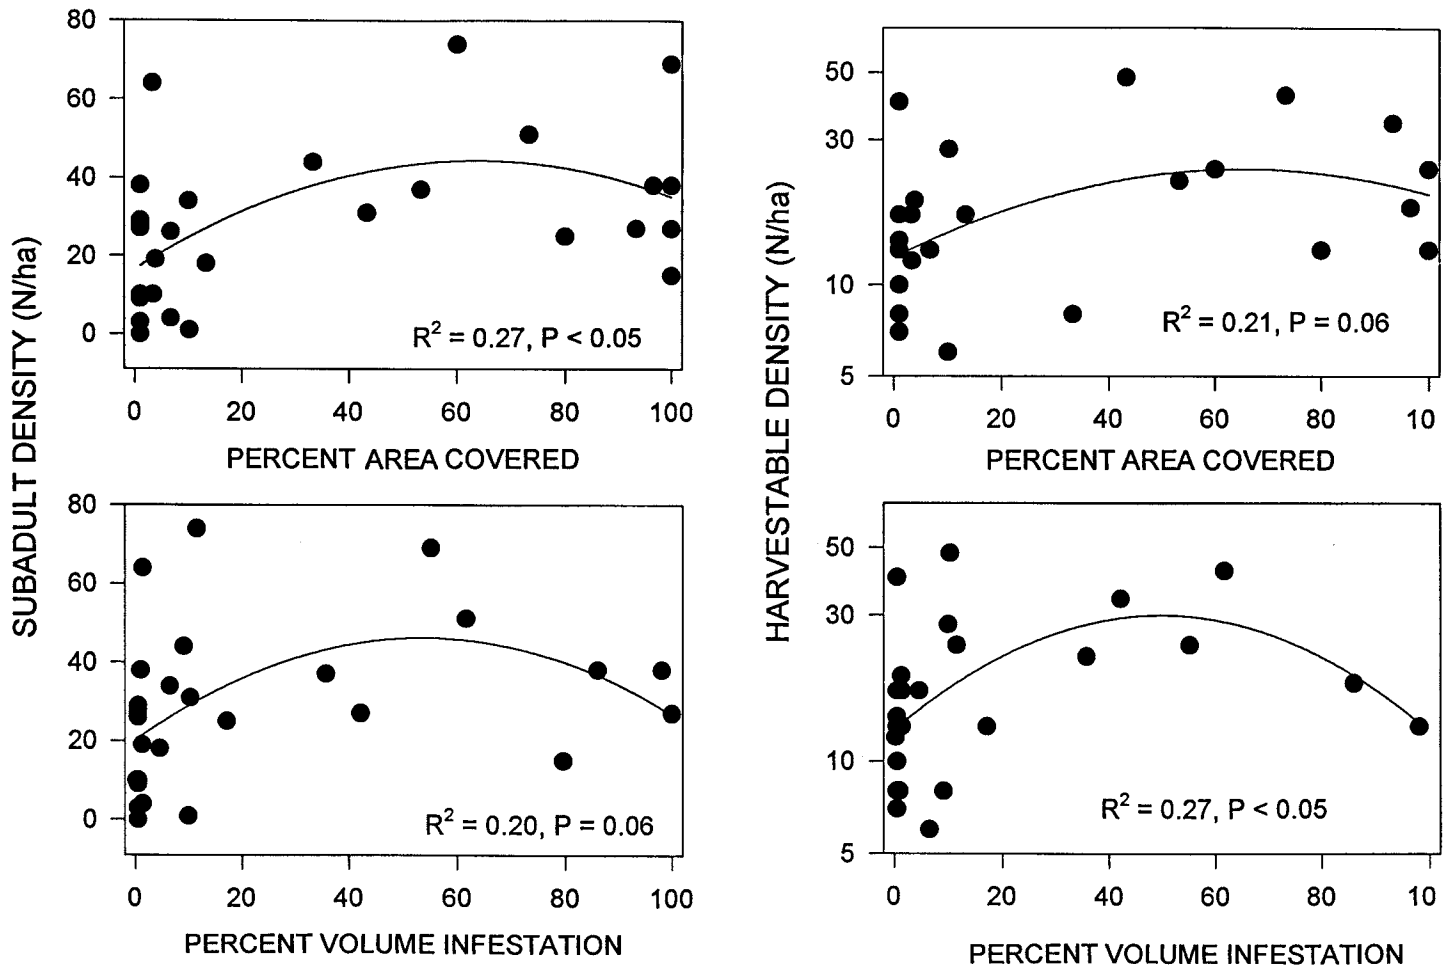 SUBADULT DENSITY (N/ha)
80
60
40
20
0
R² = 0.27, P < 0.05
0 20 40 60 80 100
PERCENT AREA COVERED
HARVESTABLE DENSITY (N/ha)
50
30
10
5
R² = 0.21, P = 0.06
0 20 40 60 80 10
PERCENT AREA COVERED
80
60
40
20
0
R² = 0.20, P = 0.06
0 20 40 60 80 100
PERCENT VOLUME INFESTATION
50
30
10
5
R² = 0.27, P < 0.05
0 20 40 60 80 10
PERCENT VOLUME INFESTATION